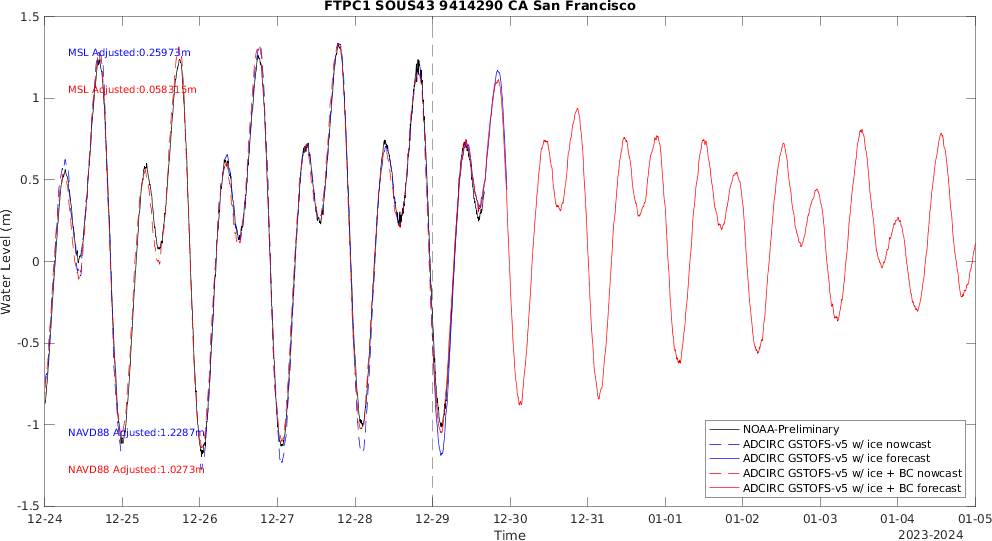 FTPC1 SOUS43 9414290 CA San Francisco
1.5
1
0.5
0
-0.5
-1
-1.5
Water Level (m)
MSL Adjusted:0.25973m
MSL Adjusted:0.058315m
NAVD88 Adjusted:1.2287m
NAVD88 Adjusted:1.0273m
NOAA-Preliminary
ADCIRC GSTOFS-v5 w/ ice nowcast
ADCIRC GSTOFS-v5 w/ ice forecast
ADCIRC GSTOFS-v5 w/ ice + BC nowcast
ADCIRC GSTOFS-v5 w/ ice + BC forecast
12-24 12-25 12-26 12-27 12-28 12-29 12-30 12-31 01-01 01-02 01-03 01-04 01-05
Time
2023-2024